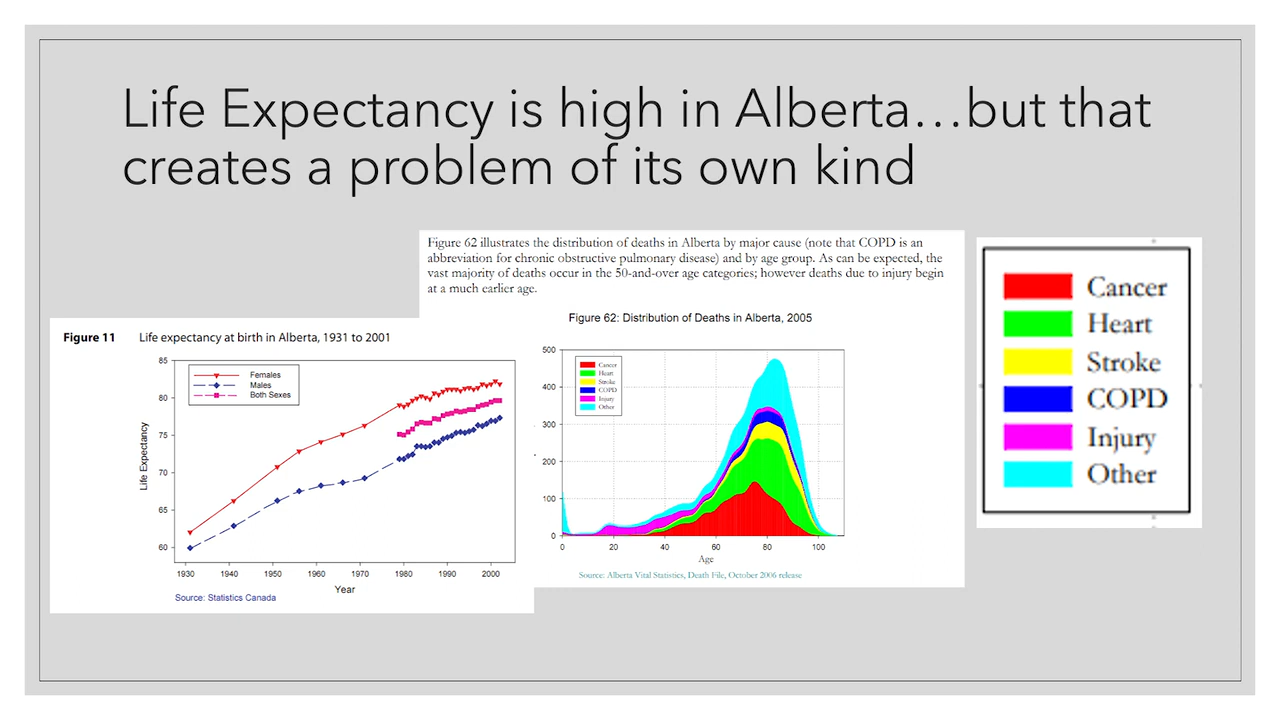 Life Expectancy is high in Alberta…but that
creates a problem of its own kind
Figure 62 illustrates the distribution of deaths in Alberta by major cause (note that COPD is an
abbreviation for chronic obstructive pulmonary disease) and by age group. As can be expected, the
vast majority of deaths occur in the 50-and-over age categories; however deaths due to injury begin
at a much earlier age.
Figure 11 Life expectancy at birth in Alberta, 1931 to 2001
Females
Males
Both Sexes
Life Expectancy
85
80
75
70
65
60
1930 1940 1950 1960 1970 1980 1990 2000
Year
Source: Statistics Canada
Figure 62: Distribution of Deaths in Alberta, 2005
500
400
300
200
100
0
Cancer
Heart
Stroke
COPD
Injury
Other
0 20 40 60 80 100
Age
Source: Alberta Vital Statistics, Death File, October 2006 release
Cancer
Heart
Stroke
COPD
Injury
Other